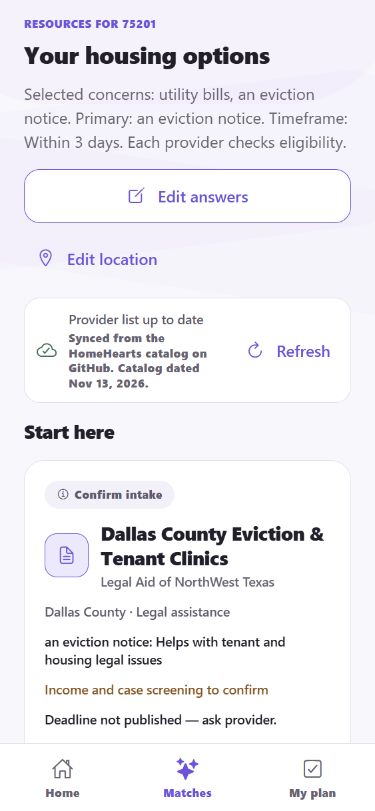 RESOURCES FOR 75201
Your housing options
Selected concerns: utility bills, an eviction
notice. Primary: an eviction notice. Timeframe:
Within 3 days. Each provider checks eligibility.
Edit answers
Edit location
Provider list up to date
Synced from the
HomeHearts catalog on
GitHub. Catalog dated
Nov 13, 2026.
Refresh
Start here
Confirm intake
Dallas County Eviction &
Tenant Clinics
Legal Aid of NorthWest Texas
Dallas County · Legal assistance
an eviction notice: Helps with tenant and
housing legal issues
Income and case screening to confirm
Deadline not published — ask provider.
Home
Matches
My plan